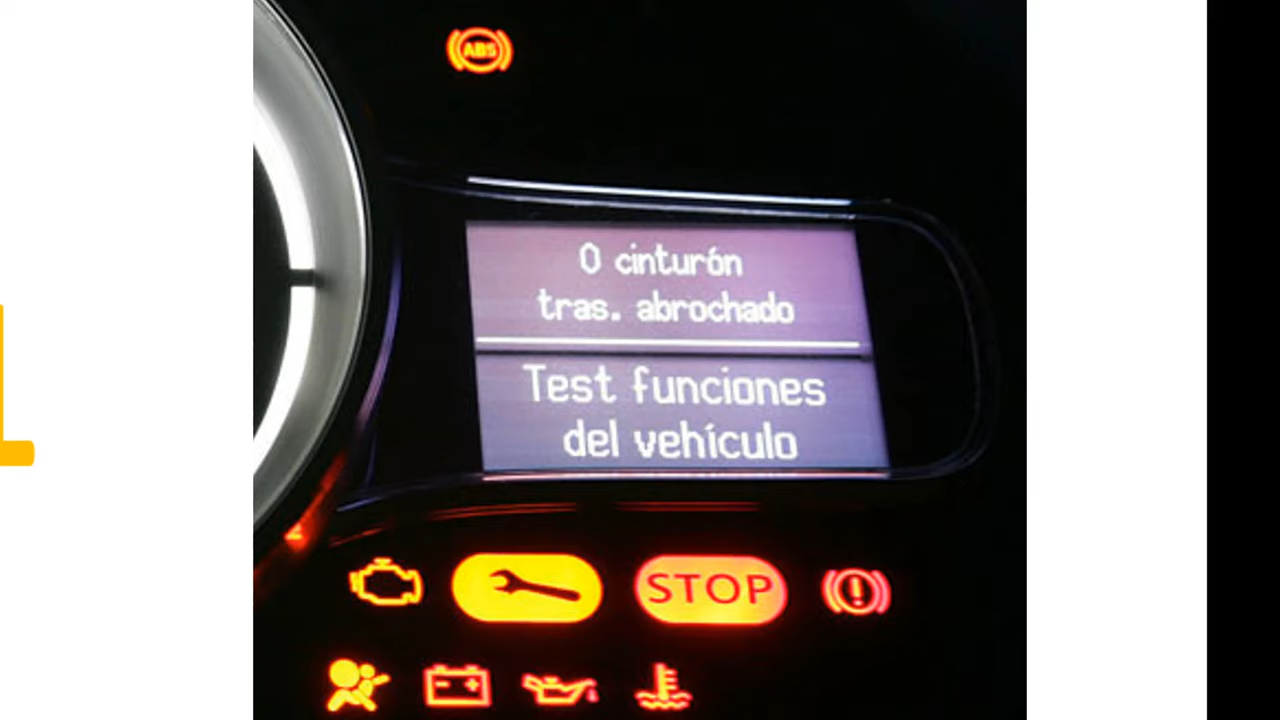 ABS
0 cinturón
tras. abrochado
Test funciones
del vehículo
STOP